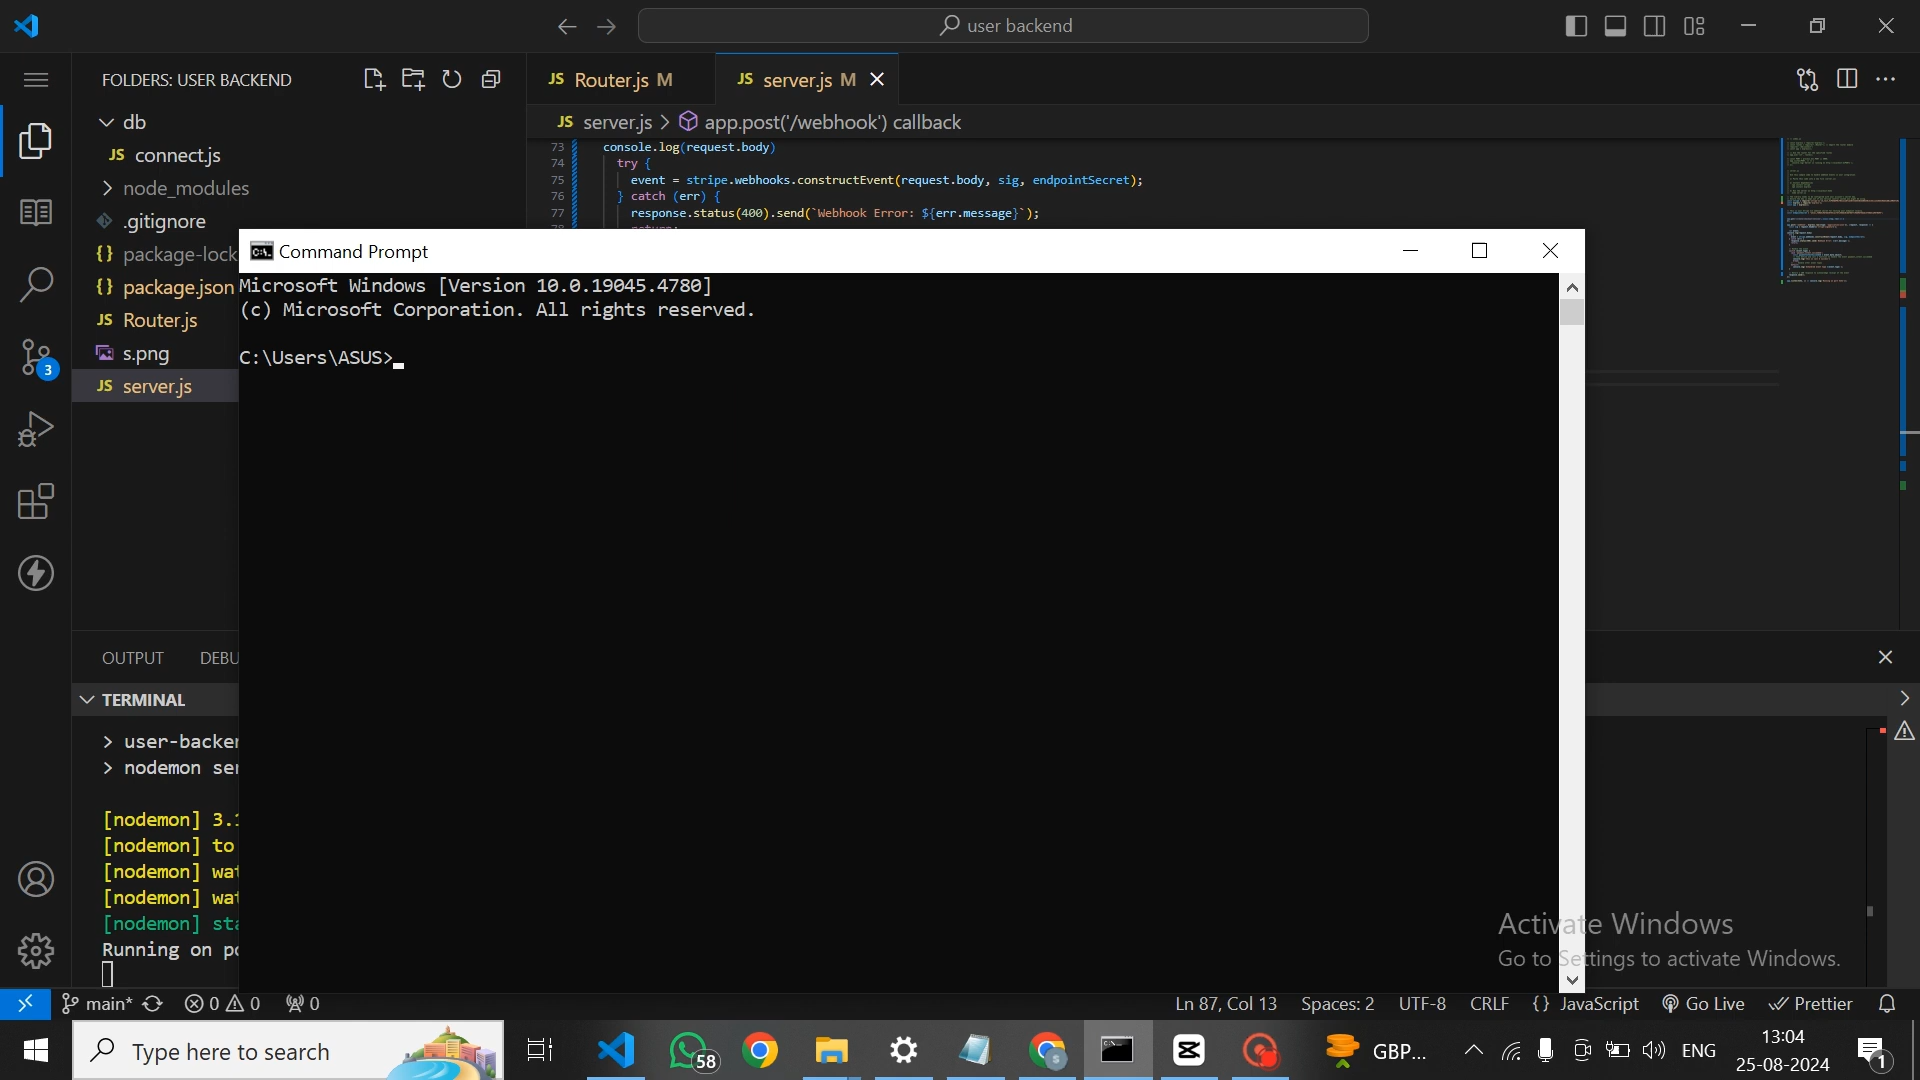 user backend
FOLDERS: USER BACKEND
JS Router.js M
JS server.js M
JS server.js > app.post('/webhook') callback
db
JS connect.js
node_modules
.gitignore
{} package-lock
{} package.json
JS Router.js
s.png
JS server.js
3
73 console.log(request.body)
74 try {
75 event = stripe.webhooks.constructEvent(request.body, sig, endpointSecret);
76 } catch (err) {
77 response.status(400).send(`Webhook Error: ${err.message}`);
Command Prompt
Microsoft Windows [Version 10.0.19045.4780]
(c) Microsoft Corporation. All rights reserved.
C:\Users\ASUS>
OUTPUT DEBU
TERMINAL
> user-backen
> nodemon ser
[nodemon] 3.1
[nodemon] to
[nodemon] wat
[nodemon] wat
[nodemon] sta
Running on po
Activate Windows
Go to Settings to activate Windows.
main* 0 0 0
Ln 87, Col 13 Spaces: 2 UTF-8 CRLF {} JavaScript Go Live Prettier
Type here to search
58
GBP...
ENG
13:04
25-08-2024
1